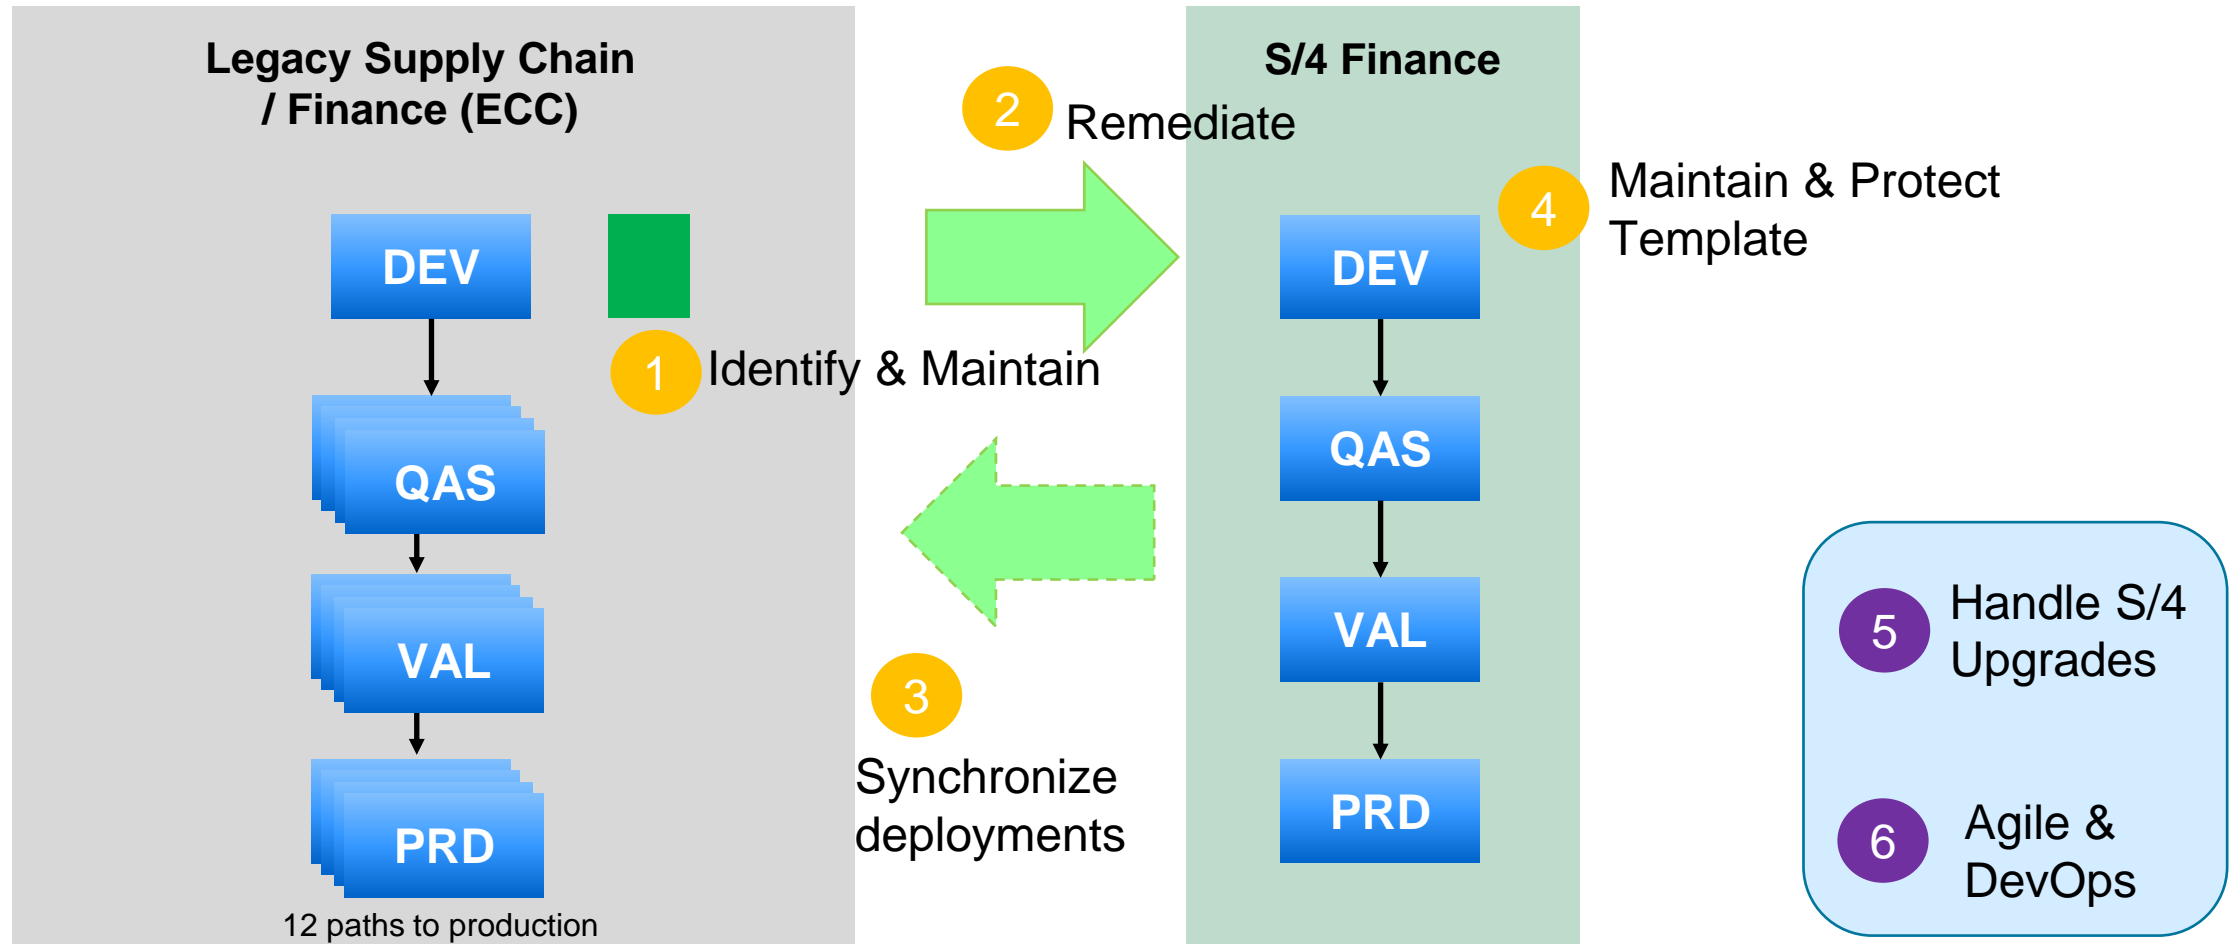 Legacy Supply Chain
/ Finance (ECC)
DEV
QAS
VAL
PRD
12 paths to production
1
Identify & Maintain
2
Remediate
3
Synchronize
deployments
S/4 Finance
DEV
QAS
VAL
PRD
4
Maintain & Protect
Template
5
Handle S/4
Upgrades
6
Agile &
DevOps